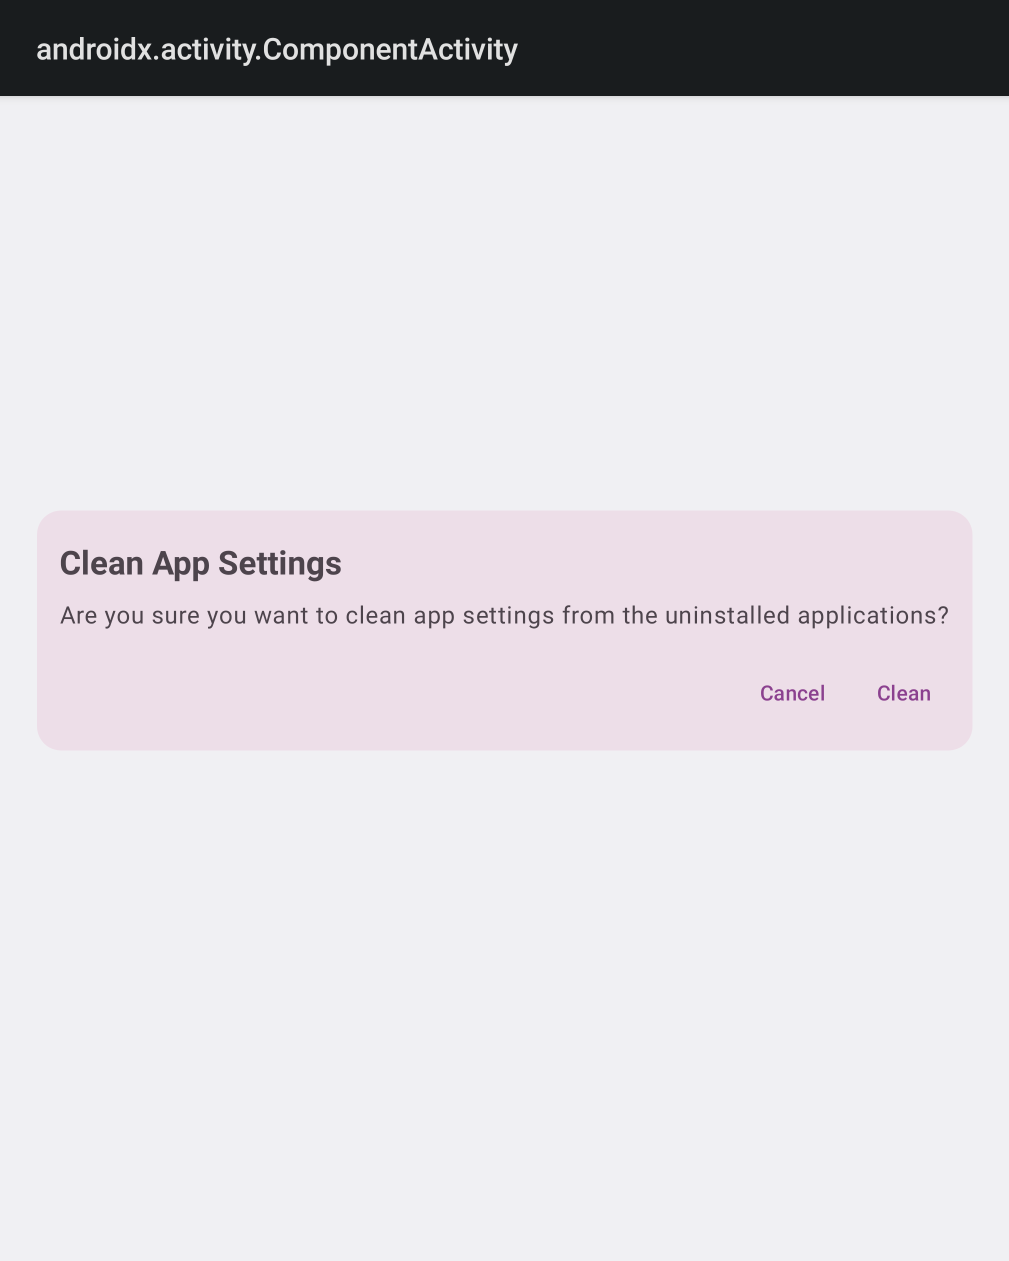 androidx.activity.ComponentActivity
Clean App Settings
Are you sure you want to clean app settings from the uninstalled applications?
Cancel Clean